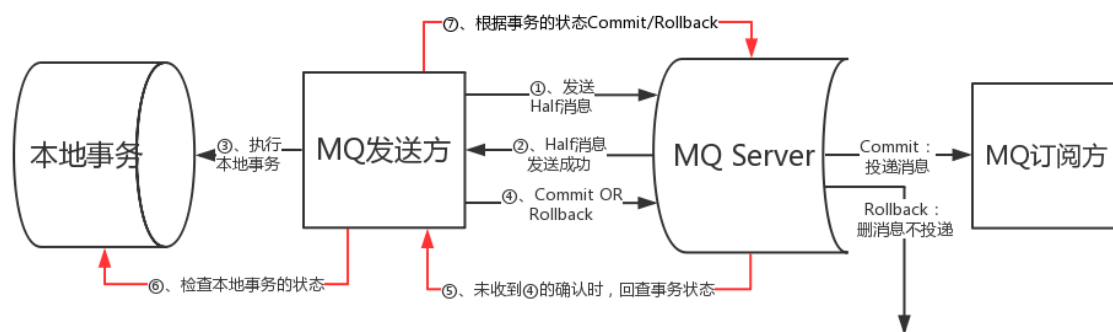 ⑦、根据事务的状态Commit/Rollback
①、发送
Half消息
本地事务
③、执行
本地事务
MQ发送方
②、Half消息
发送成功
MQ Server
Commit：
投递消息
MQ订阅方
④、Commit OR
Rollback
Rollback：
删消息不投递
⑥、检查本地事务的状态
⑤、未收到④的确认时，回查事务状态